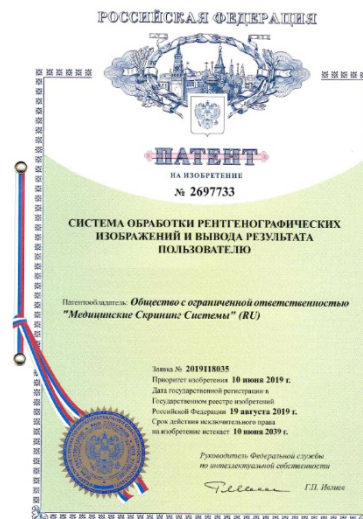 РОССИЙСКАЯ ФЕДЕРАЦИЯ
ПАТЕНТ
НА ИЗОБРЕТЕНИЕ
№ 2697733
СИСТЕМА ОБРАБОТКИ РЕНТГЕНОГРАФИЧЕСКИХ
ИЗОБРАЖЕНИЙ И ВЫВОДА РЕЗУЛЬТАТА
ПОЛЬЗОВАТЕЛЮ
Патентообладатель: Общество с ограниченной ответственностью
"Медицинские Скрининг Системы" (RU)
Заявка № 2019118035
Приоритет изобретения 10 июня 2019 г.
Дата государственной регистрации в
Государственном реестре изобретений
Российской Федерации 19 августа 2019 г.
Срок действия исключительного права
на изобретение истекает 10 июня 2039 г.
Руководитель Федеральной службы
по интеллектуальной собственности
Г.П. Ивлиев